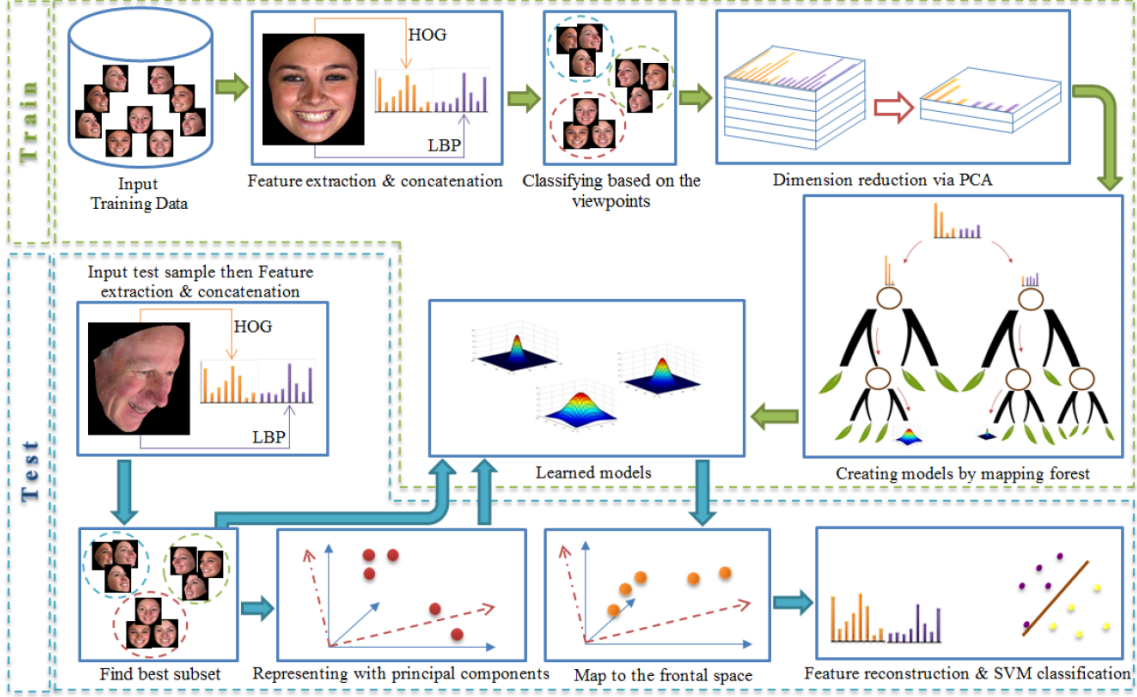 Train
HOG
LBP
Input
Training Data
Feature extraction & concatenation
Classifying based on the
viewpoints
Dimension reduction via PCA
Creating models by mapping forest
Learned models
Test
Input test sample then Feature
extraction & concatenation
HOG
LBP
Find best subset
Representing with principal components
Map to the frontal space
Feature reconstruction & SVM classification